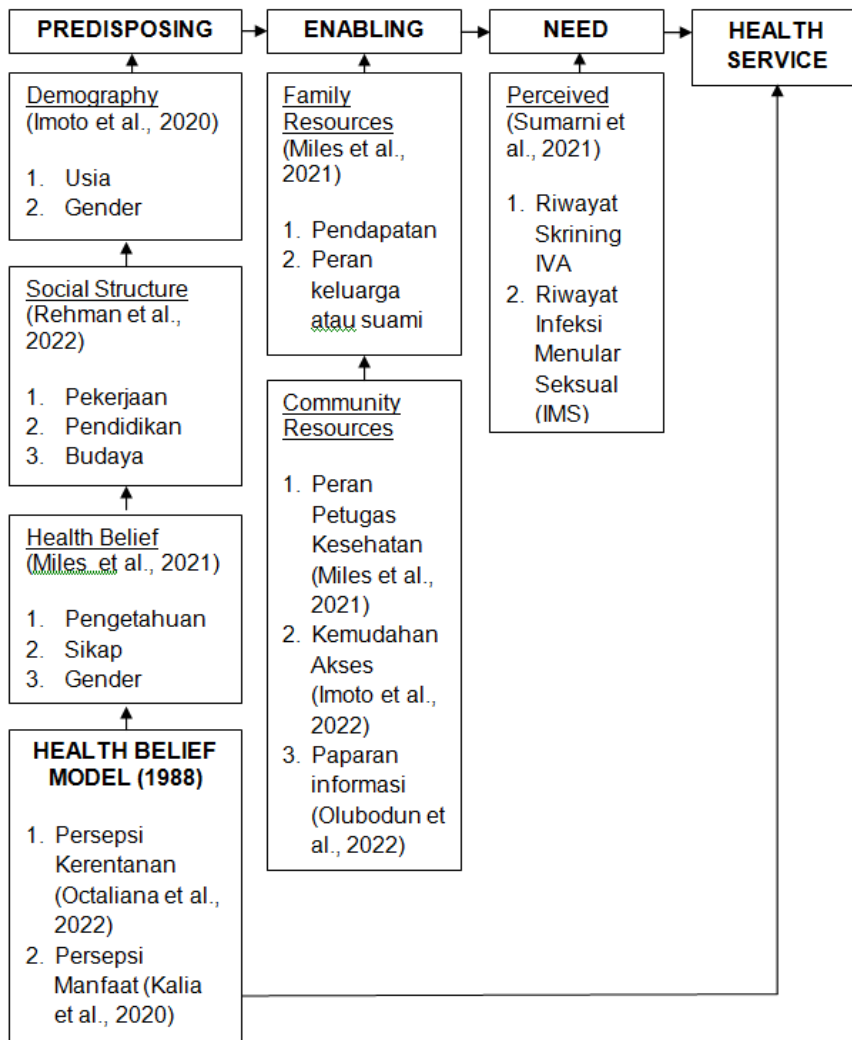 PREDISPOSING
ENABLING
NEED
HEALTH
SERVICE
Demography
(Imoto et al., 2020)
1. Usia
2. Gender
Social Structure
(Rehman et al.,
2022)
1. Pekerjaan
2. Pendidikan
3. Budaya
Health Belief
(Miles et al., 2021)
1. Pengetahuan
2. Sikap
3. Gender
HEALTH BELIEF
MODEL (1988)
1. Persepsi
Kerentanan
(Octaliana et al.,
2022)
2. Persepsi
Manfaat (Kalia
et al., 2020)
Family
Resources
(Miles et al.,
2021)
1. Pendapatan
2. Peran
keluarga
atau suami
Community
Resources
1. Peran
Petugas
Kesehatan
(Miles et al.,
2021)
2. Kemudahan
Akses
(Imoto et al.,
2022)
3. Paparan
informasi
(Olubodun et
al., 2022)
Perceived
(Sumarni et
al., 2021)
1. Riwayat
Skrining
IVA
2. Riwayat
Infeksi
Menular
Seksual
(IMS)